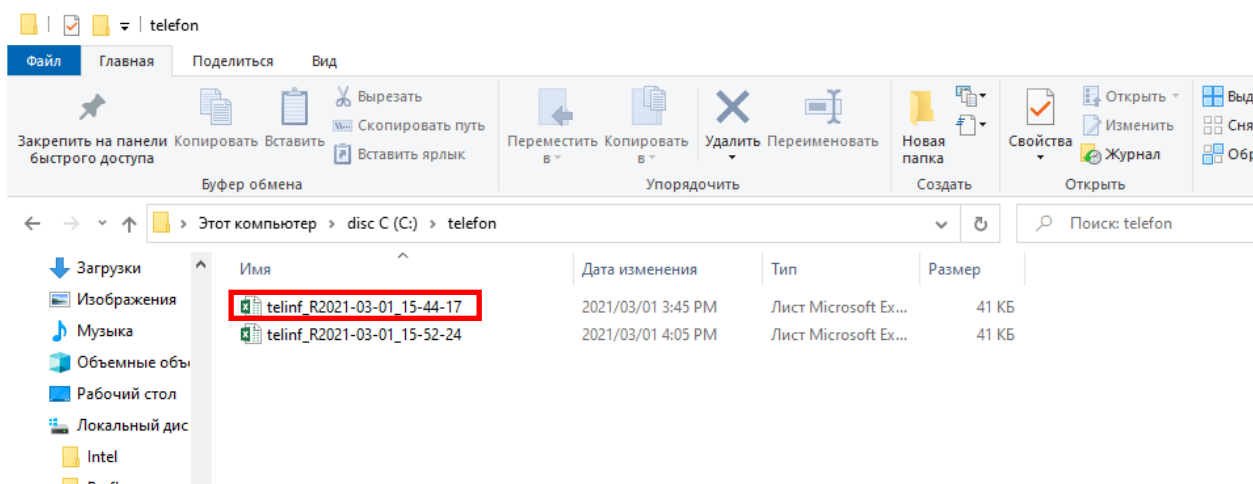 telefon
Файл Главная Поделиться Вид
Закрепить на панели быстрого доступа
Копировать
Вставить
Вырезать
Скопировать путь
Вставить ярлык
Буфер обмена
Переместить в
Копировать в
Удалить
Переименовать
Упорядочить
Новая папка
Создать
Свойства
Открыть
Изменить
Журнал
Открыть
Этот компьютер > disc C (C:) > telefon
Поиск: telefon
Имя Дата изменения Тип Размер
telinf_R2021-03-01_15-44-17 2021/03/01 3:45 PM Лист Microsoft Ex... 41 КБ
telinf_R2021-03-01_15-52-24 2021/03/01 4:05 PM Лист Microsoft Ex... 41 КБ
Загрузки
Изображения
Музыка
Объемные объ
Рабочий стол
Локальный дис
Intel